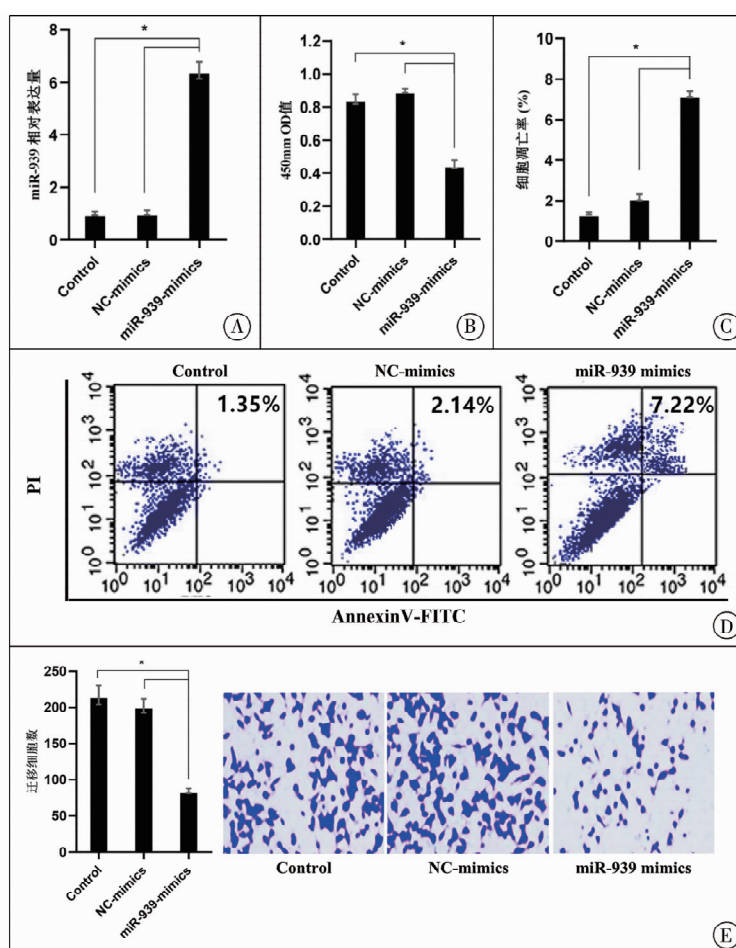 *
miR-939 相对表达量
8
6
4
2
0
Control
NC-mimics
miR-939-mimics
A
*
450mm OD值
1.0
0.8
0.6
0.4
0.2
0.0
Control
NC-mimics
miR-939-mimics
B
*
细胞凋亡率 (%)
10
8
6
4
2
0
Control
NC-mimics
miR-939-mimics
C
PI
Control
1.35%
10⁴
10³
10²
10¹
10⁰
10⁰ 10¹ 10² 10³ 10⁴
NC-mimics
2.14%
10⁴
10³
10²
10¹
10⁰
10⁰ 10¹ 10² 10³ 10⁴
miR-939 mimics
7.22%
10⁴
10³
10²
10¹
10⁰
10⁰ 10¹ 10² 10³ 10⁴
AnnexinV-FITC
D
*
迁移细胞数
250
200
150
100
50
0
Control
NC-mimics
miR-939-mimics
Control
NC-mimics
miR-939 mimics
E